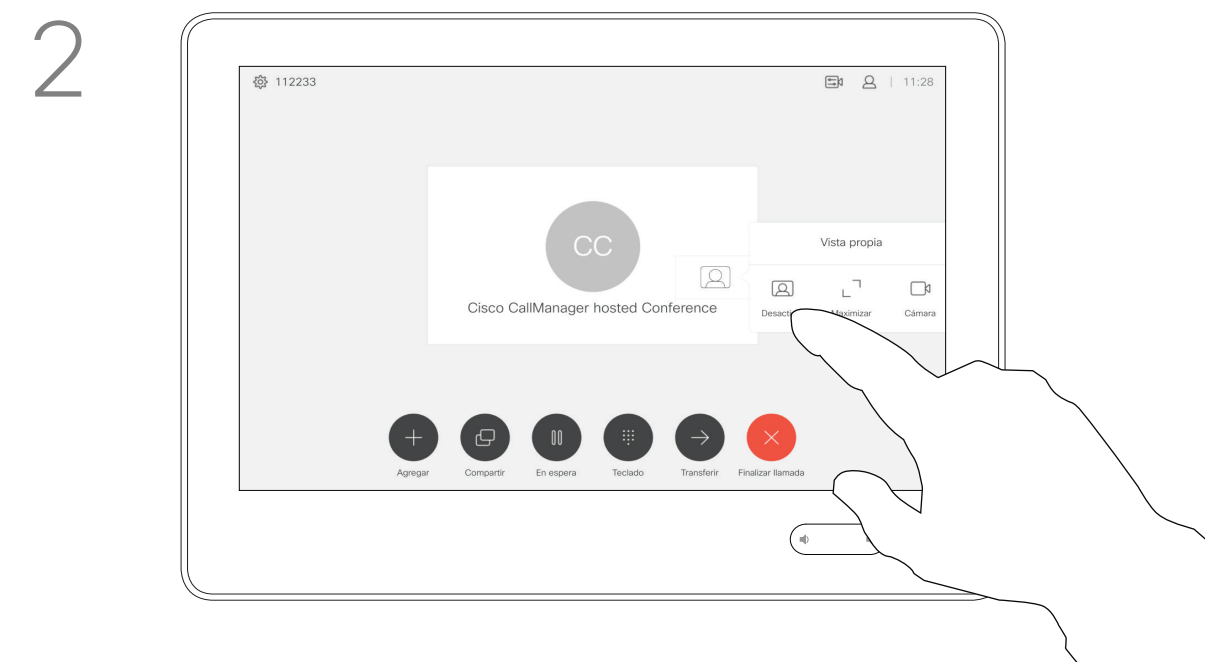 2
112233
11:28
CC
Cisco CallManager hosted Conference
Vista propia
Maximizar
Cámara
Agregar
Compartir
En espera
Teclado
Transferir
Finalizar llamada